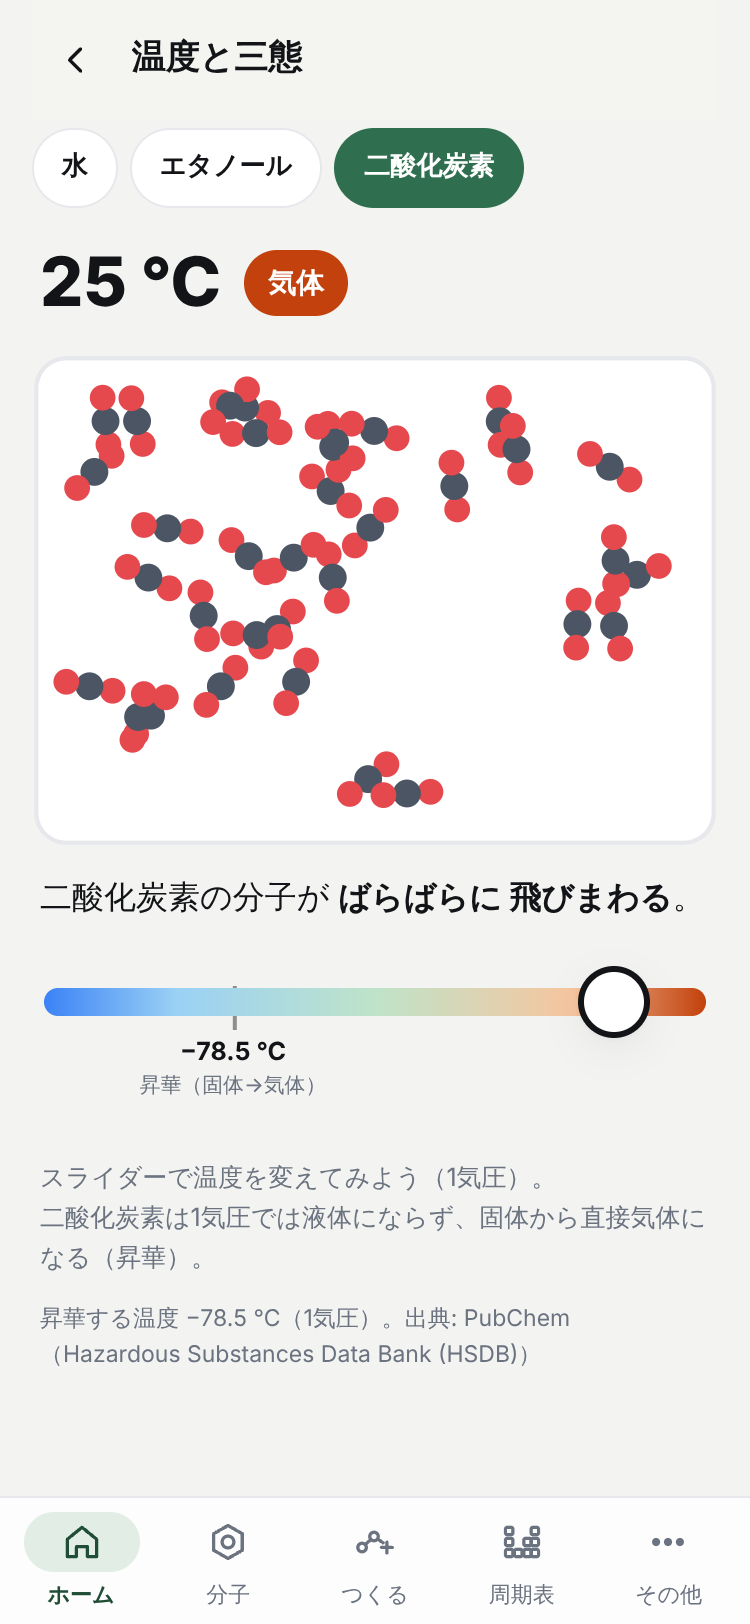 温度と三態
水
エタノール
二酸化炭素
25 °C
気体
二酸化炭素の分子が ばらばらに 飛びまわる。
−78.5 °C
昇華（固体→気体）
スライダーで温度を変えてみよう（1気圧）。
二酸化炭素は1気圧では液体にならず、固体から直接気体に
なる（昇華）。
昇華する温度 −78.5 °C（1気圧）。出典: PubChem
（Hazardous Substances Data Bank (HSDB)）
ホーム
分子
つくる
周期表
その他